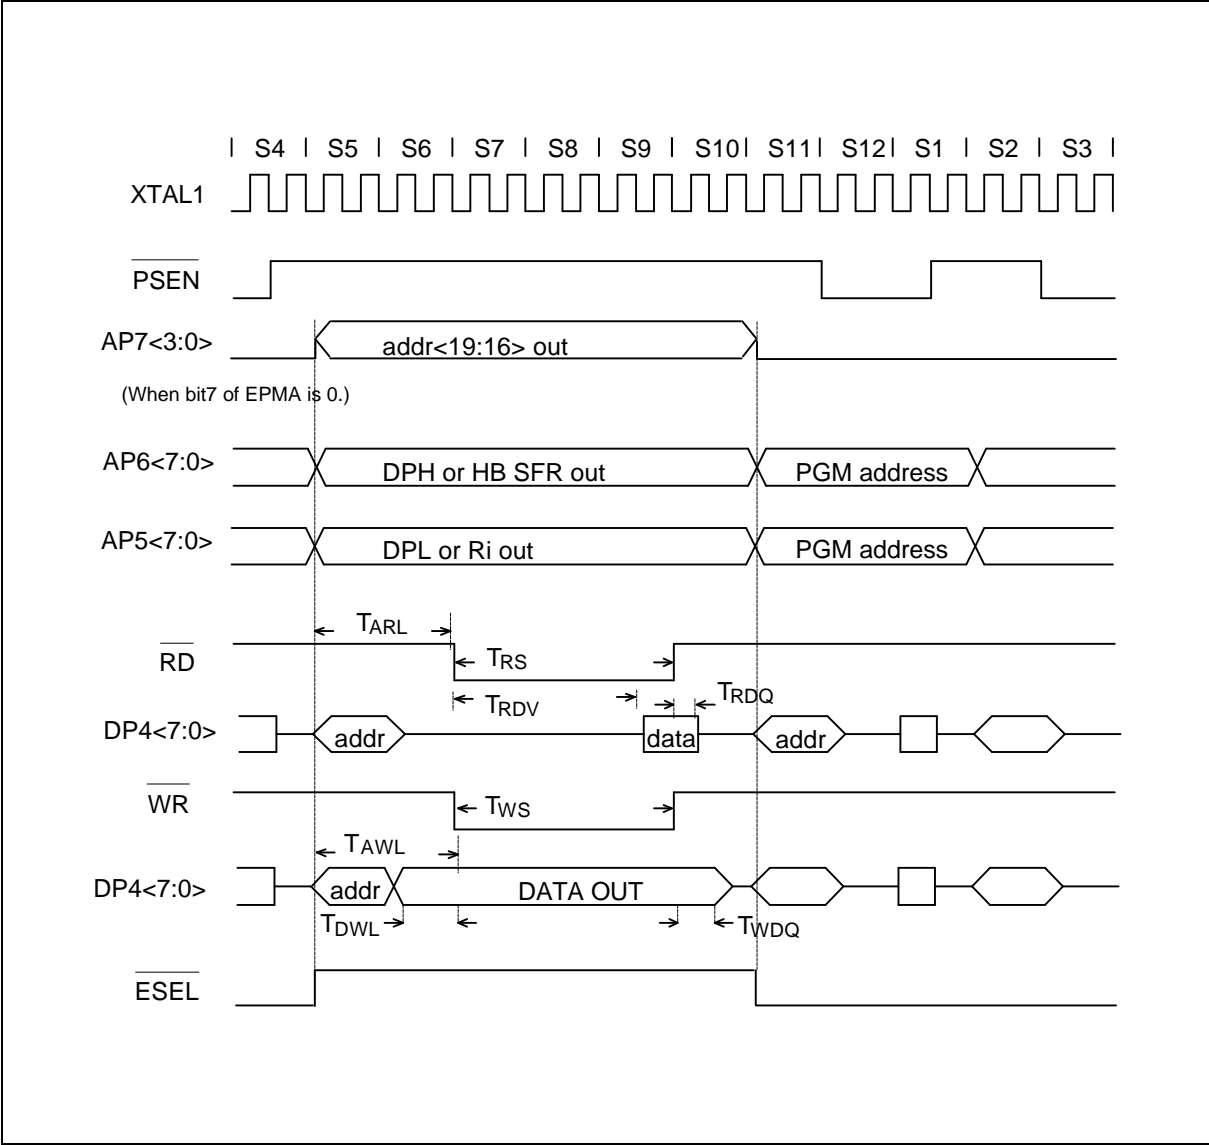 | S4 | S5 | S6 | S7 | S8 | S9 | S10| S11| S12| S1 | S2 | S3 |
XTAL1
PSEN
AP7<3:0>
addr<19:16> out
(When bit7 of EPMA is 0.)
AP6<7:0>
DPH or HB SFR out
PGM address
AP5<7:0>
DPL or Ri out
PGM address
TARL
RD
TRS
TRDV
TRDQ
DP4<7:0>
addr
data
addr
WR
TWS
TAWL
DP4<7:0>
addr
DATA OUT
TDWL
TWDQ
ESEL